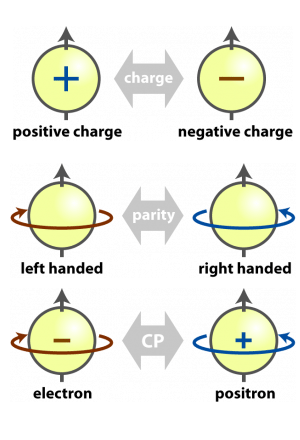 + charge −
positive charge negative charge
parity
left handed right handed
− CP +
electron positron